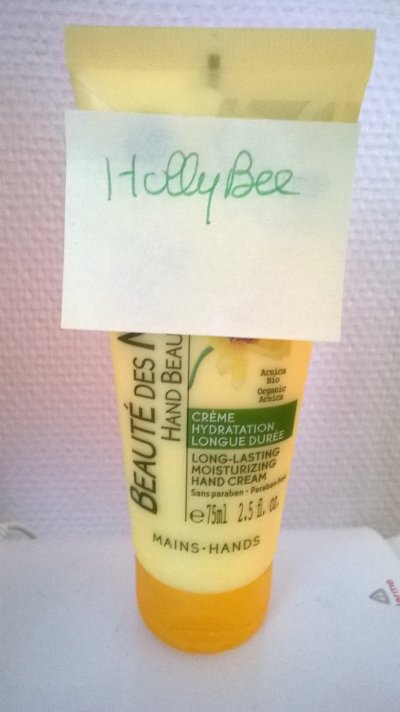 HollyBee
BEAUTÉ DES
HAND BEAU
Arnica
Bio
Organic
Arnica
CRÈME
HYDRATATION
LONGUE DURÉE
LONG-LASTING
MOISTURIZING
HAND CREAM
Sans paraben - Paraben free
e 75ml 2.5 fl. oz.
MAINS·HANDS